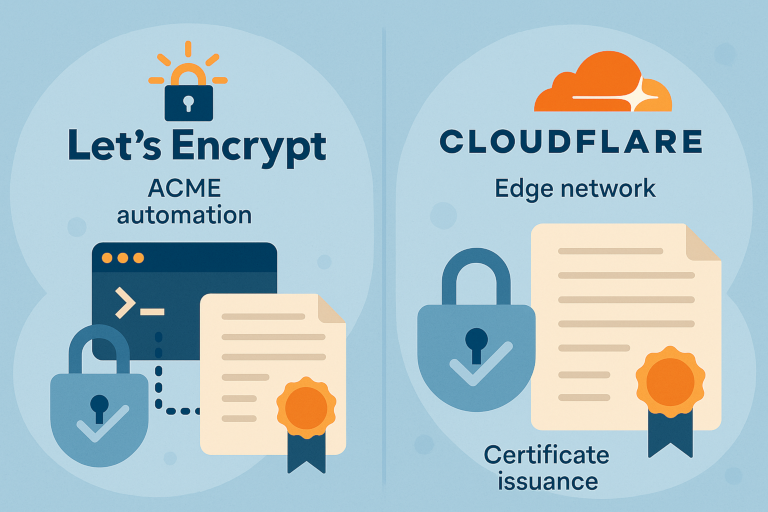 Let's Encrypt
ACME
automation
>_
CLOUDFLARE
Edge network
Certificate
issuance